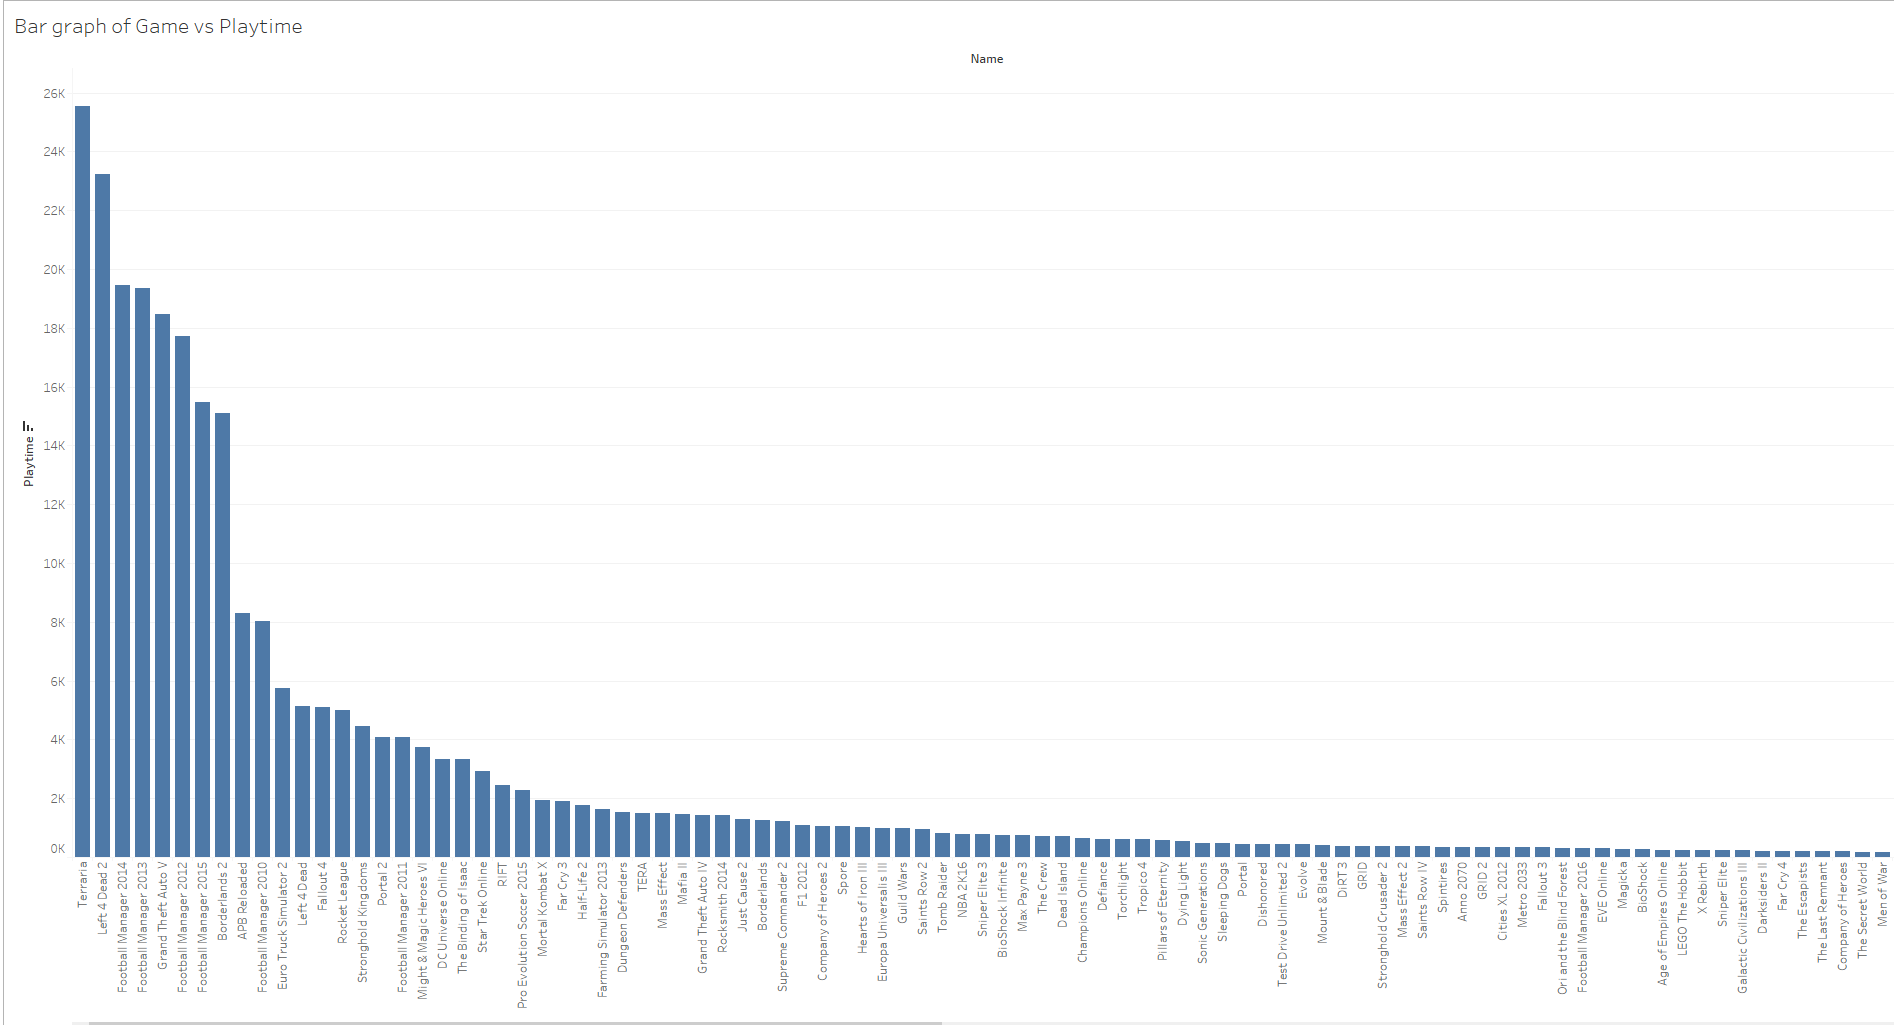 Bar graph of Game vs Playtime
Name
26K
24K
22K
20K
18K
16K
14K
12K
10K
8K
6K
4K
2K
0K
Playtime
Terraria
Left 4 Dead 2
Football Manager 2014
Football Manager 2013
Grand Theft Auto V
Football Manager 2012
Football Manager 2015
Borderlands 2
APB Reloaded
Football Manager 2010
Euro Truck Simulator 2
Left 4 Dead
Fallout 4
Rocket League
Stronghold Kingdoms
Portal 2
Football Manager 2011
Might & Magic Heroes VI
DC Universe Online
The Binding of Isaac
Star Trek Online
RIFT
Pro Evolution Soccer 2015
Mortal Kombat X
Far Cry 3
Half-Life 2
Farming Simulator 2013
Dungeon Defenders
TERA
Mass Effect
Mafia II
Grand Theft Auto IV
Rocksmith 2014
Just Cause 2
Borderlands
Supreme Commander 2
F1 2012
Company of Heroes 2
Spore
Hearts of Iron III
Europa Universalis III
Guild Wars
Saints Row 2
Tomb Raider
NBA 2K16
Sniper Elite 3
BioShock Infinite
Max Payne 3
The Crew
Dead Island
Champions Online
Defiance
Torchlight
Tropico 4
Pillars of Eternity
Dying Light
Sonic Generations
Sleeping Dogs
Portal
Dishonored
Test Drive Unlimited 2
Evolve
Mount & Blade
DiRT 3
GRID
Stronghold Crusader 2
Mass Effect 2
Saints Row IV
Spintires
Anno 2070
GRID 2
Cities XL 2012
Metro 2033
Fallout 3
Ori and the Blind Forest
Football Manager 2016
EVE Online
Magicka
BioShock
Age of Empires Online
LEGO The Hobbit
X Rebirth
Sniper Elite
Galactic Civilizations III
Darksiders II
Far Cry 4
The Escapists
The Last Remnant
Company of Heroes
The Secret World
Men of War